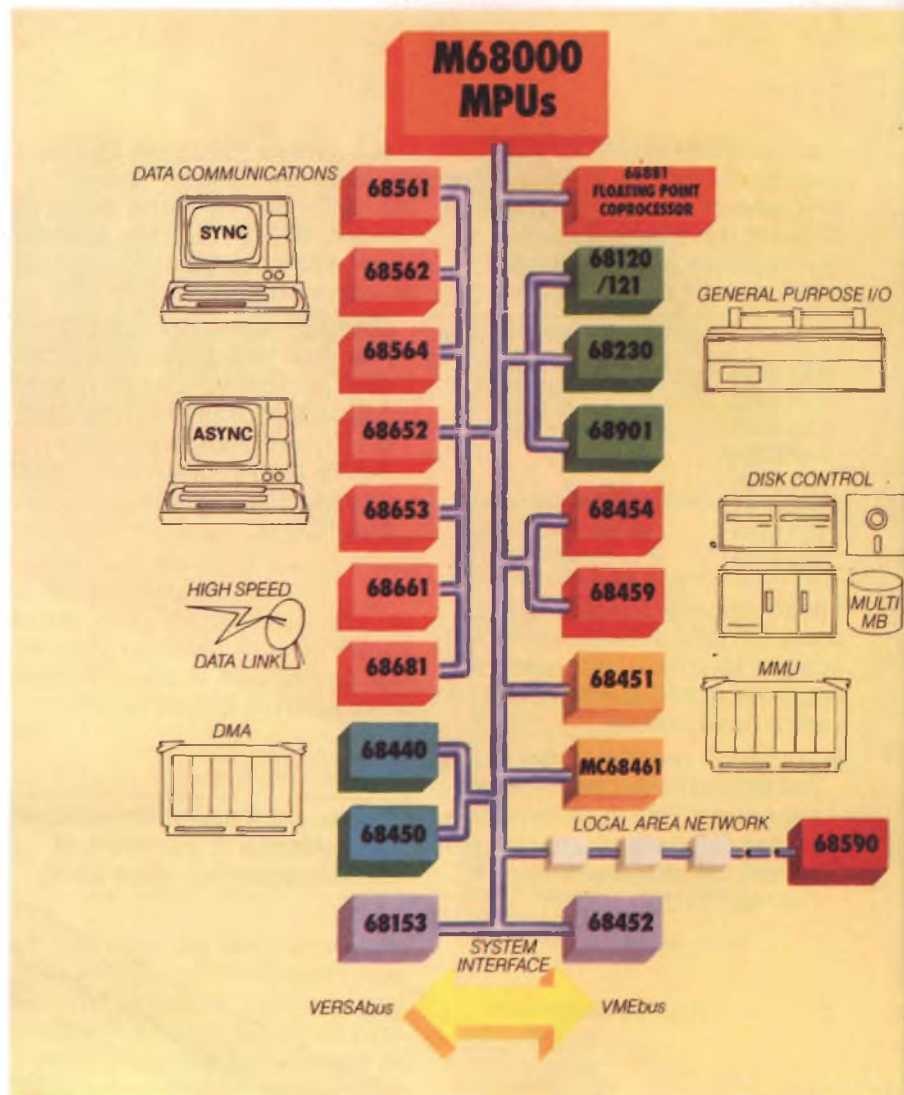 M68000
MPUs
DATA COMMUNICATIONS
SYNC
ASYNC
HIGH SPEED
DATA LINK
DMA
68561
68562
68564
68652
68653
68661
68681
68440
68450
68153
68881
FLOATING POINT
COPROCESSOR
68120
/121
68230
68901
GENERAL PURPOSE I/O
68454
68459
DISK CONTROL
MULTI
MB
68451
MC68461
MMU
LOCAL AREA NETWORK
68590
68452
SYSTEM
INTERFACE
VERSAbus
VMEbus